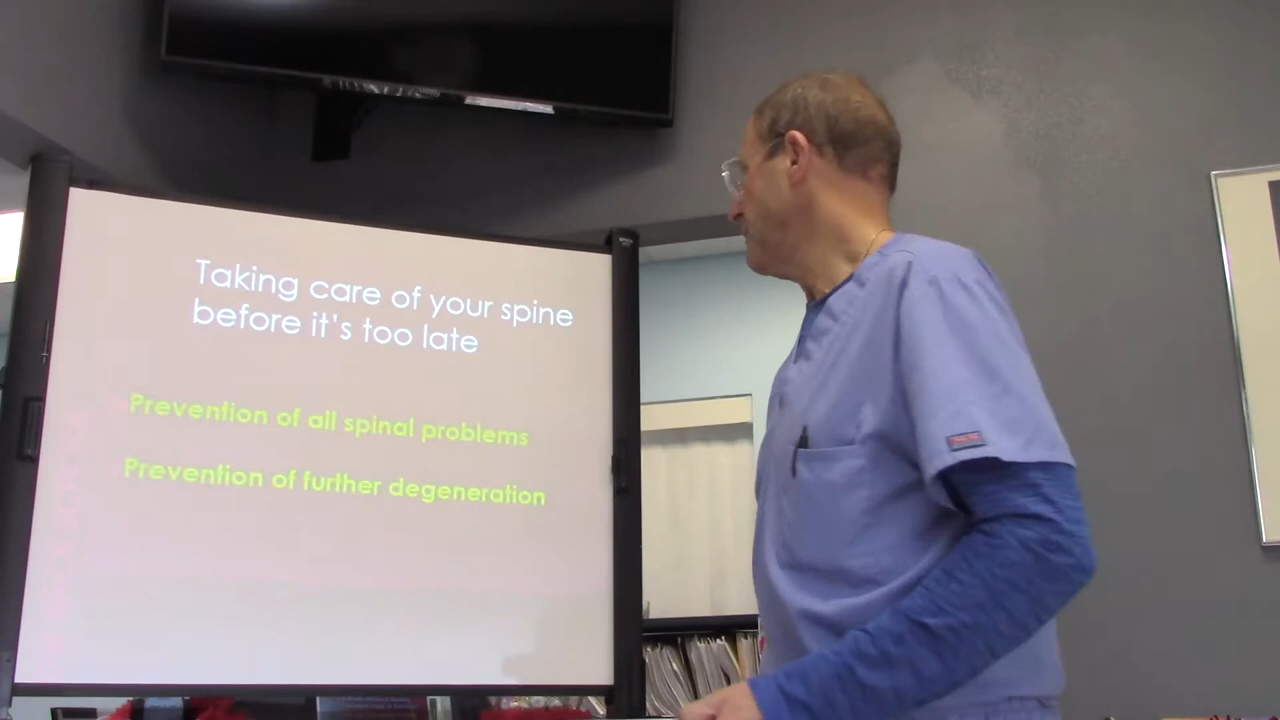 Taking care of your spine
before it's too late
Prevention of all spinal problems
Prevention of further degeneration